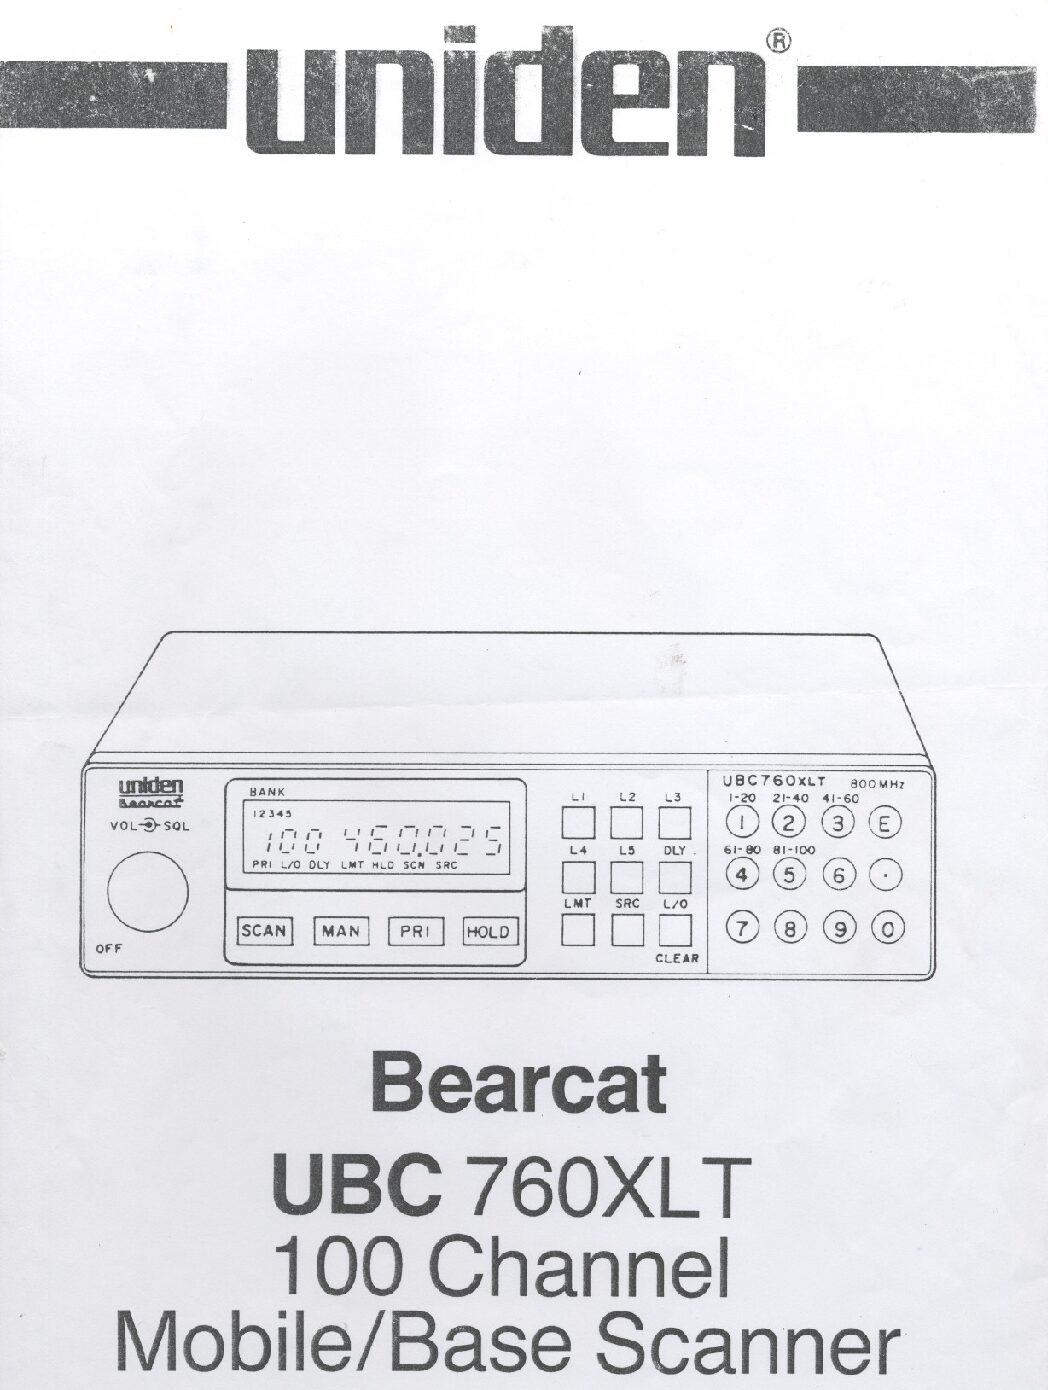 uniden®
uniden
Bearcat
VOL SQL
OFF
BANK
12345
100 460.025
PRI L/O DLY LMT HLD SCN SRC
SCAN MAN PRI HOLD
L1 L2 L3
L4 L5 DLY
LMT SRC L/O
CLEAR
UBC760XLT 800MHz
1-20 21-40 41-60
1 2 3 E
61-80 81-100
4 5 6 .
7 8 9 0
Bearcat
UBC 760XLT
100 Channel
Mobile/Base Scanner